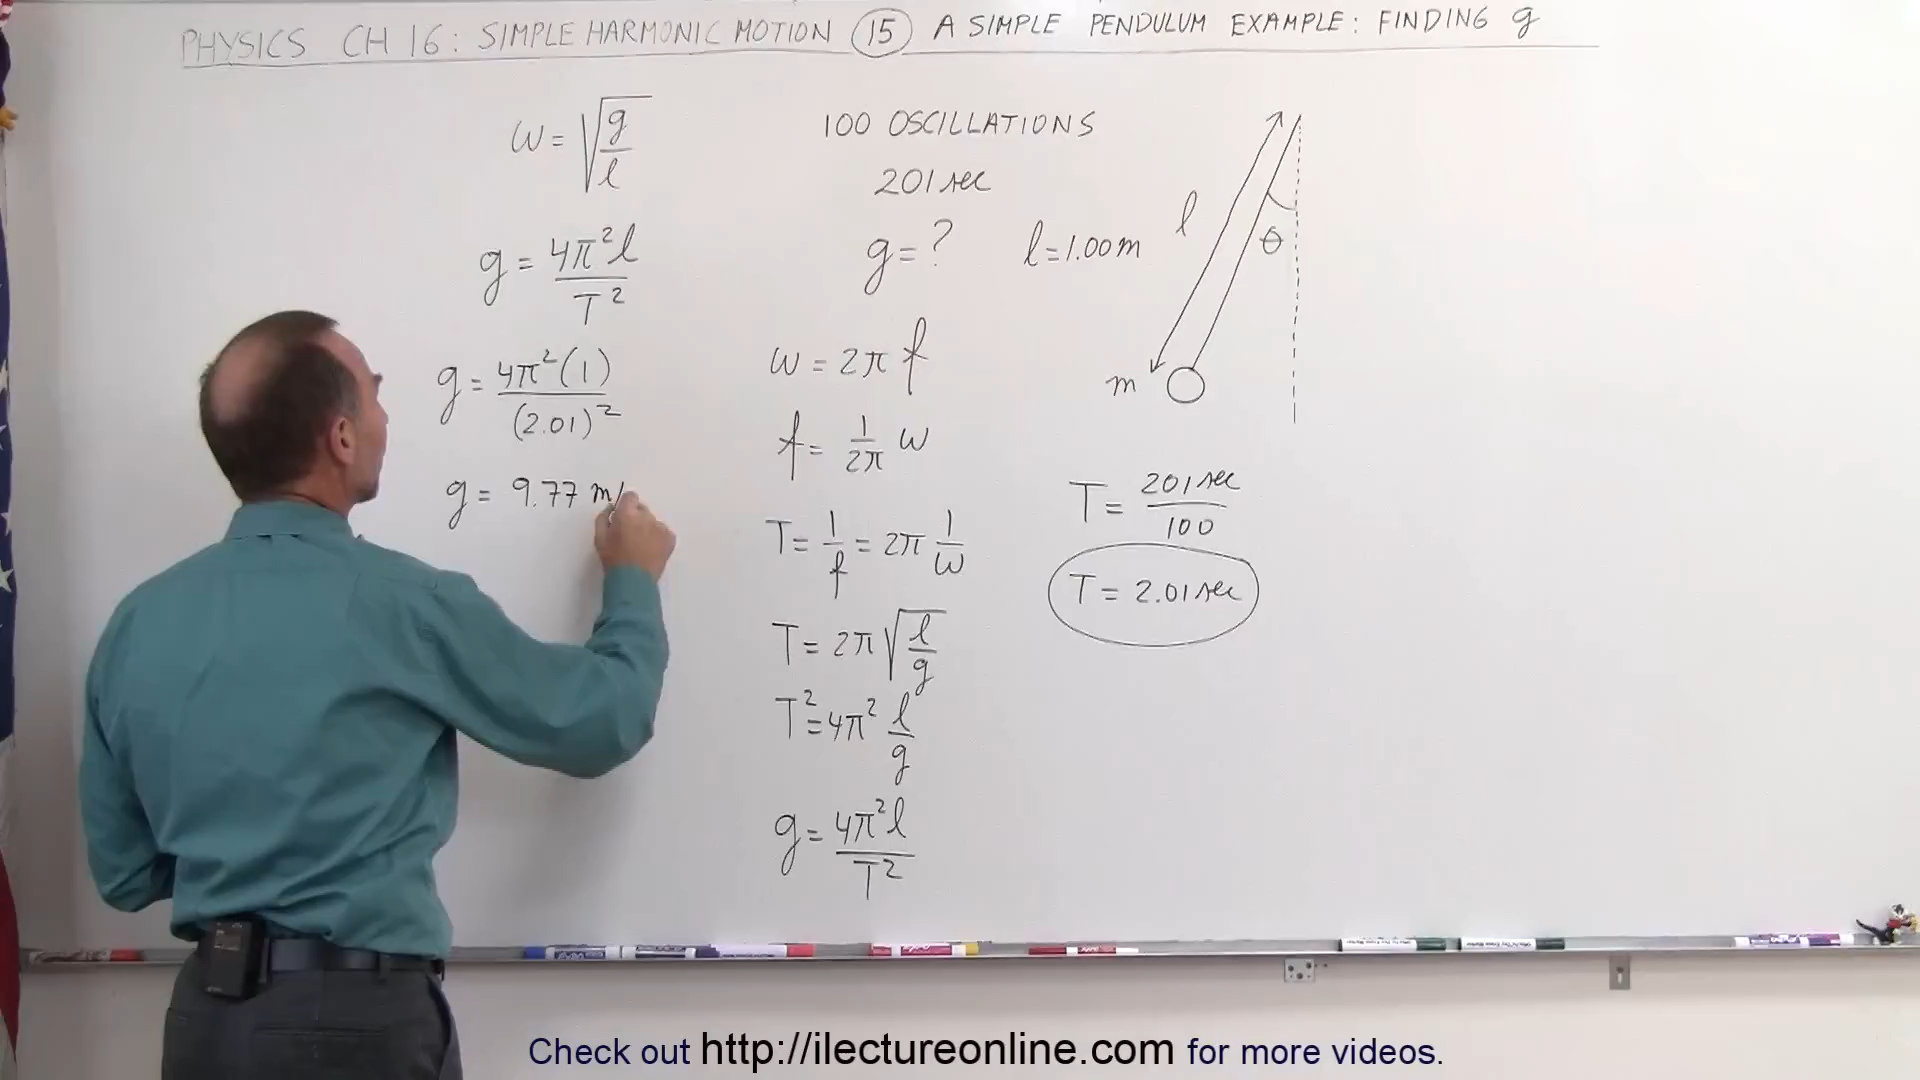 PHYSICS CH 16: SIMPLE HARMONIC MOTION 15 A SIMPLE PENDULUM EXAMPLE: FINDING g
ω = √(g/l)
g = 4π²l/T²
g = 4π²(1)/(2.01)²
g = 9.77 m/
100 OSCILLATIONS
201 sec
g = ?
l = 1.00 m
ω = 2π f
f = 1/2π ω
T = 1/f = 2π 1/ω
T = 2π √(l/g)
T² = 4π² l/g
g = 4π²l/T²
l
θ
m
T = 201 sec/100
T = 2.01 sec
Check out http://ilectureonline.com for more videos.